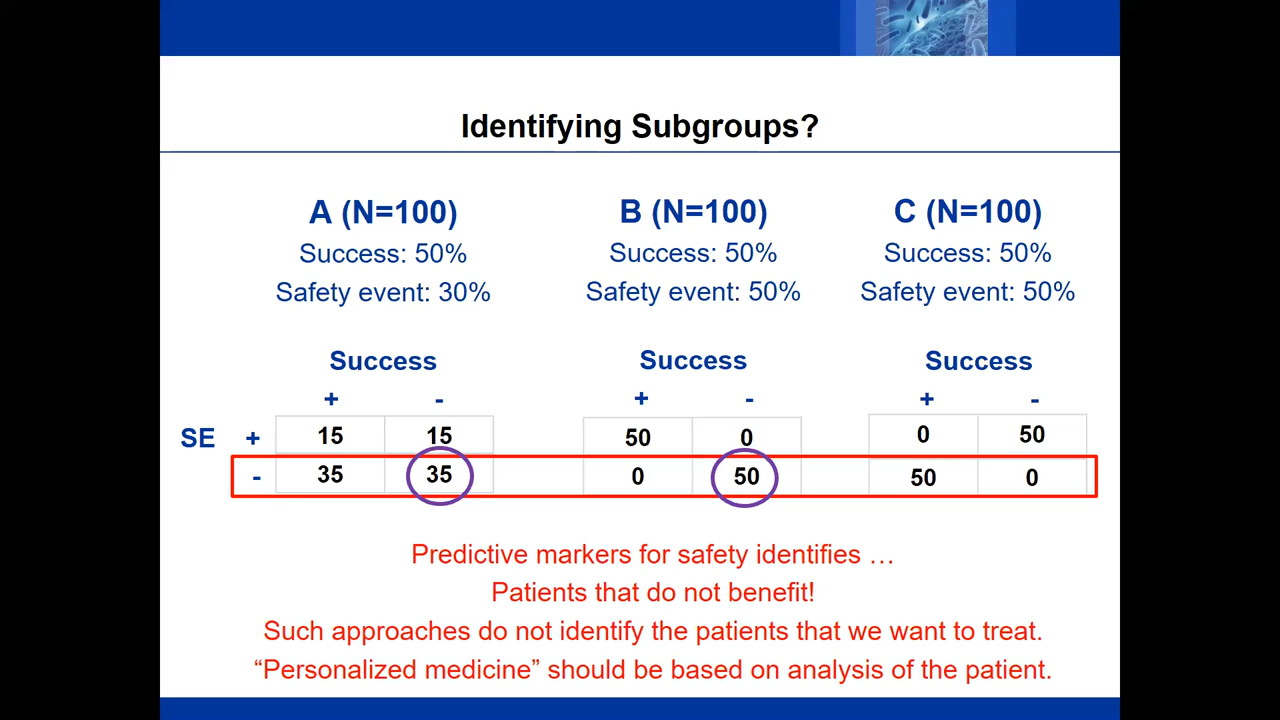 Identifying Subgroups?
A (N=100) B (N=100) C (N=100)
Success: 50% Success: 50% Success: 50%
Safety event: 30% Safety event: 50% Safety event: 50%
Success Success Success
+ - + - + -
SE + 15 15 50 0 0 50
- 35 35 0 50 50 0
Predictive markers for safety identifies …
Patients that do not benefit!
Such approaches do not identify the patients that we want to treat.
“Personalized medicine” should be based on analysis of the patient.